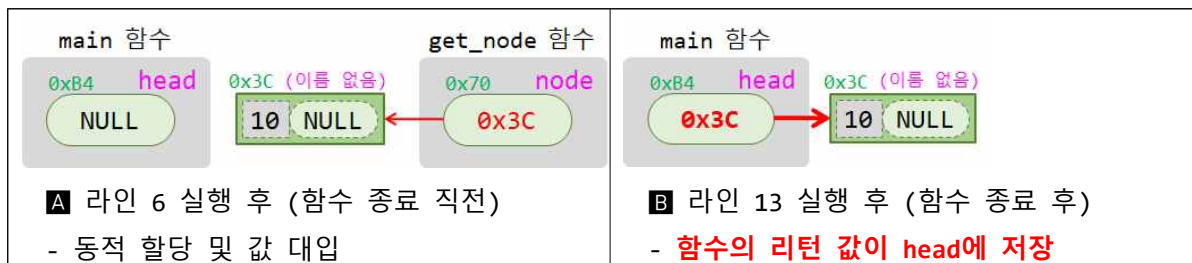 main 함수
get_node 함수
0xB4 head 0x3C (이름 없음) 0x70 node
NULL 10 NULL 0x3C
A 라인 6 실행 후 (함수 종료 직전)
- 동적 할당 및 값 대입
main 함수
0xB4 head 0x3C (이름 없음)
0x3C 10 NULL
B 라인 13 실행 후 (함수 종료 후)
- 함수의 리턴 값이 head에 저장